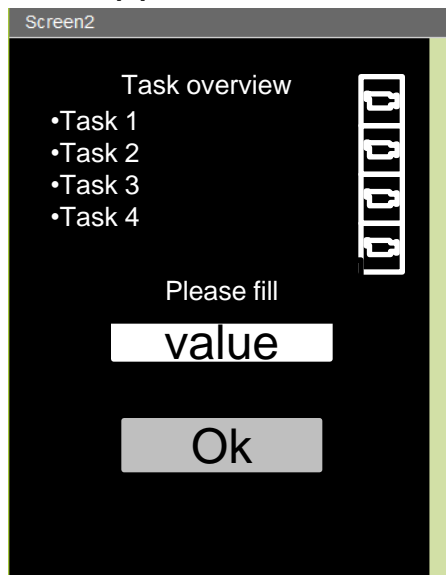 Screen2
Task overview
•Task 1
•Task 2
•Task 3
•Task 4
Please fill
value
Ok